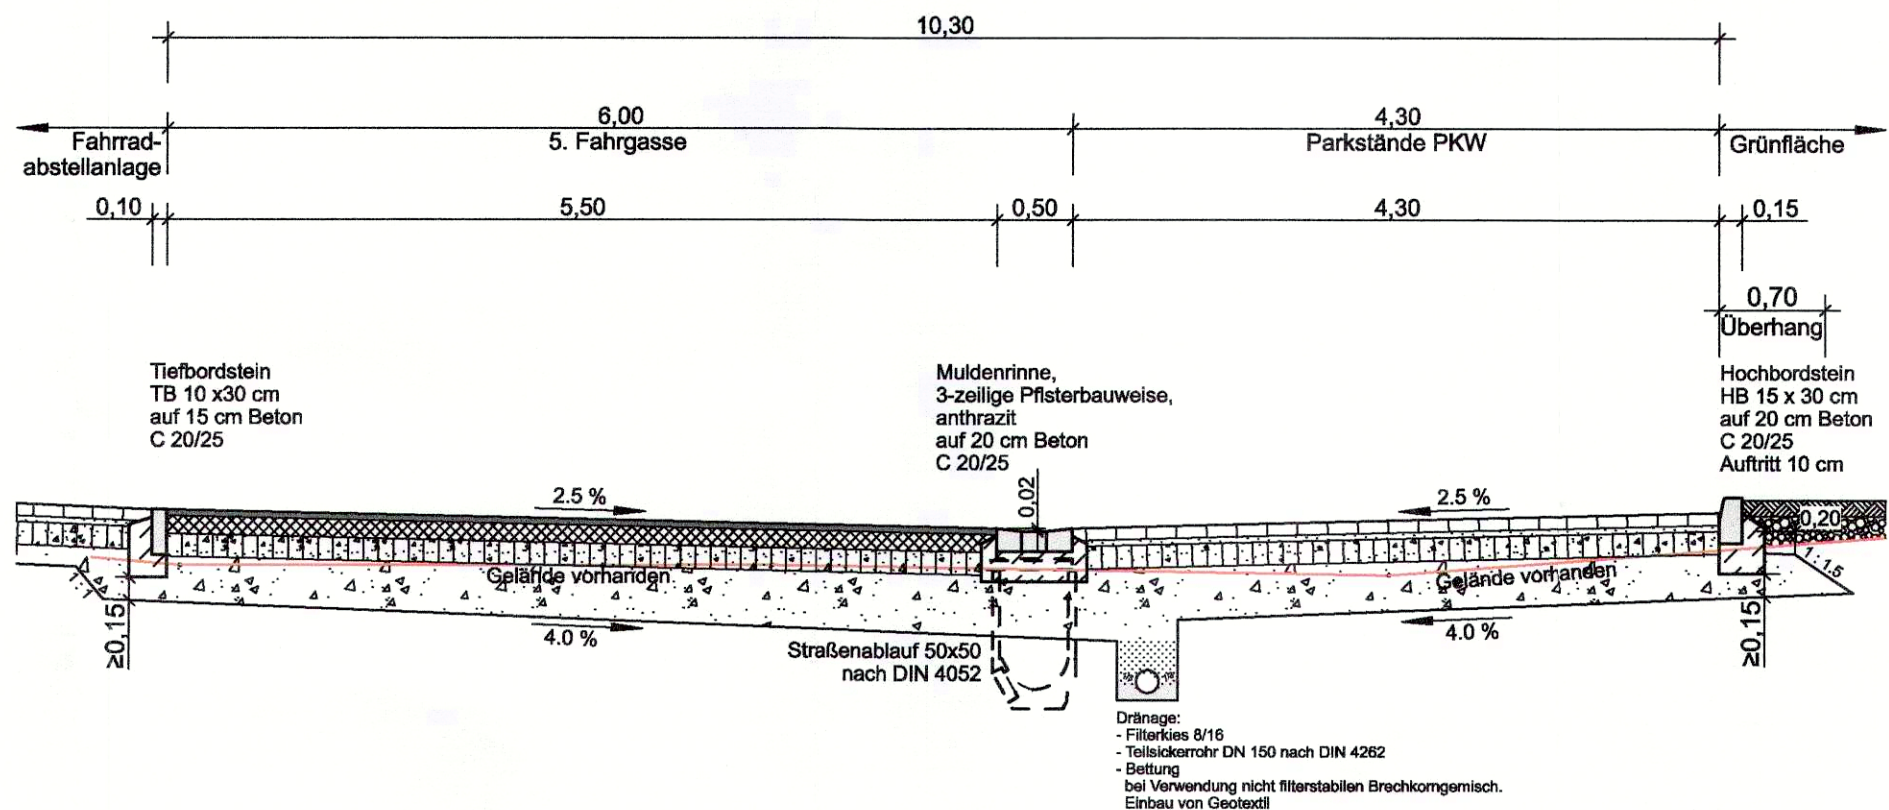 10,30
6,00
4,30
Fahrrad-
abstellanlage
5. Fahrgasse
Parkstände PKW
Grünfläche
0,10
5,50
0,50
4,30
0,15
0,70
Überhang
Tiefbordstein
TB 10 x30 cm
auf 15 cm Beton
C 20/25
Muldenrinne,
3-zeilige Pflsterbauweise,
anthrazit
auf 20 cm Beton
C 20/25
Hochbordstein
HB 15 x 30 cm
auf 20 cm Beton
C 20/25
Auftritt 10 cm
2.5 %
0,02
2.5 %
0,20
1:1
Gelände vorhanden
Gelände vorhanden
1:1.5
≥0,15
4.0 %
4.0 %
≥0,15
Straßenablauf 50x50
nach DIN 4052
Dränage:
- Filterkies 8/16
- Teilsickerrohr DN 150 nach DIN 4262
- Bettung
bei Verwendung nicht filterstabilen Brechkorngemisch.
Einbau von Geotextil